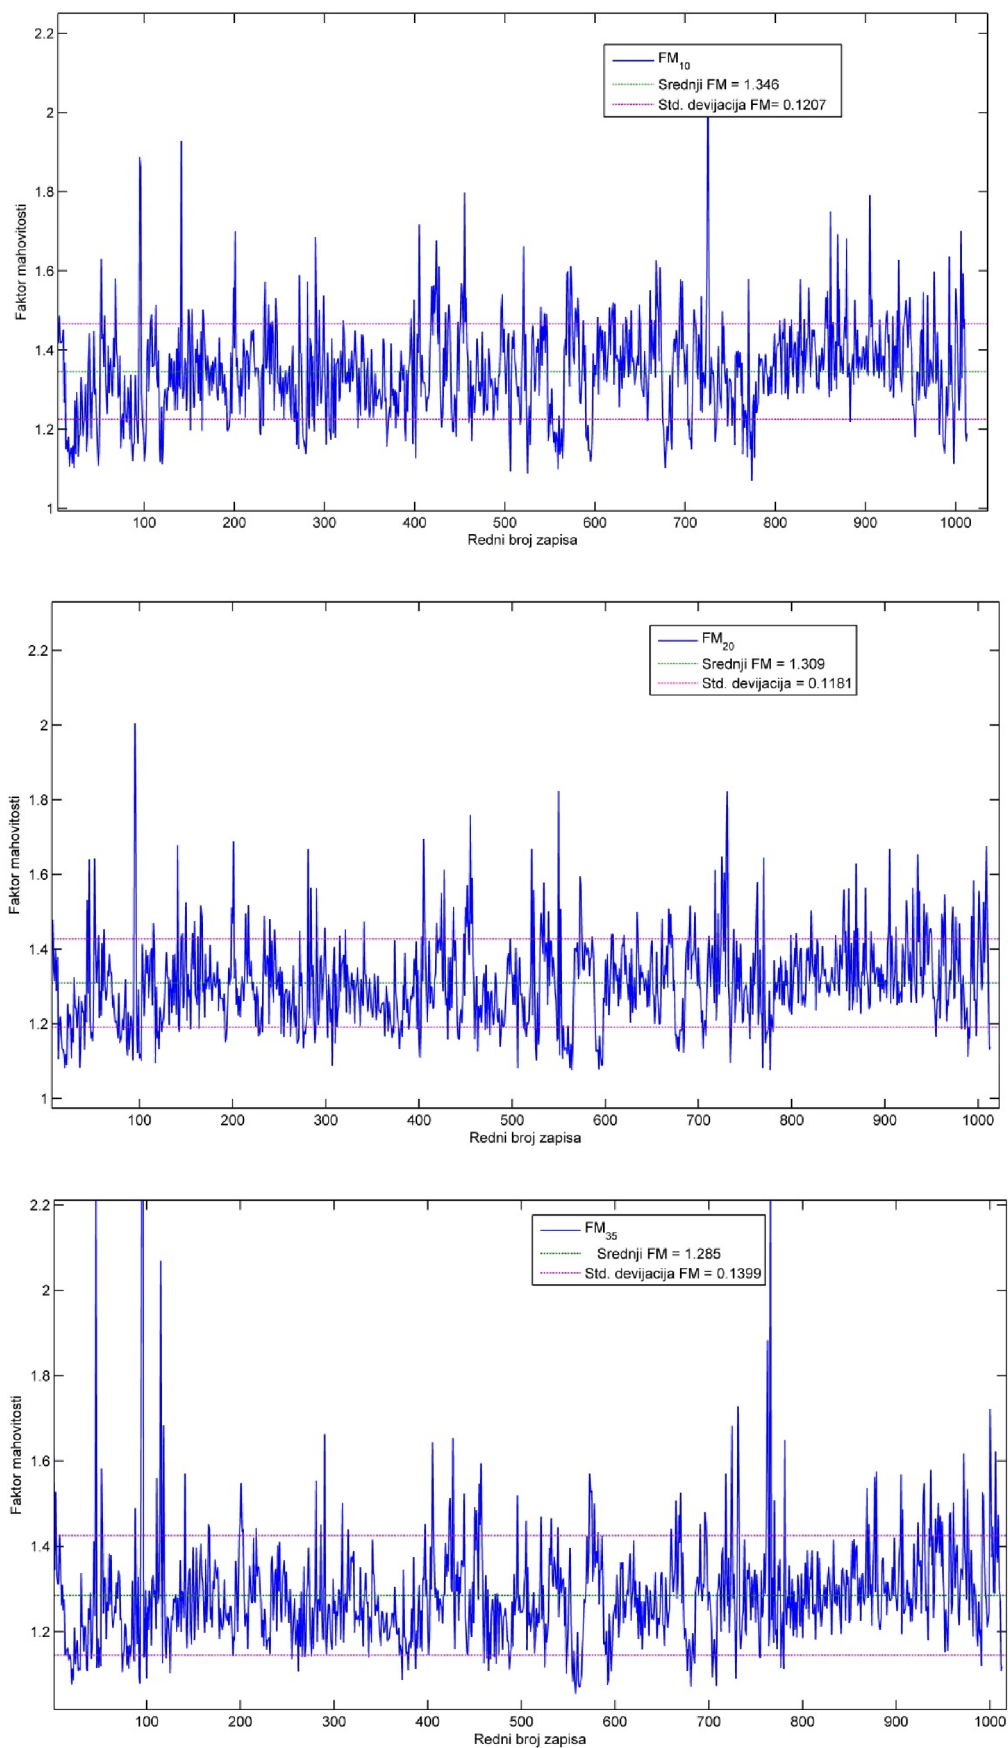 2.2
2
1.8
1.6
1.4
1.2
1
Faktor mahovitosti
FM10
Srednji FM = 1.346
Std. devijacija FM= 0.1207
100 200 300 400 500 600 700 800 900 1000
Redni broj zapisa
2.2
2
1.8
1.6
1.4
1.2
1
Faktor mahovitosti
FM20
Srednji FM = 1.309
Std. devijacija = 0.1181
100 200 300 400 500 600 700 800 900 1000
Redni broj zapisa
2.2
2
1.8
1.6
1.4
1.2
Faktor mahovitosti
FM35
Srednji FM = 1.285
Std. devijacija FM = 0.1399
100 200 300 400 500 600 700 800 900 1000
Redni broj zapisa